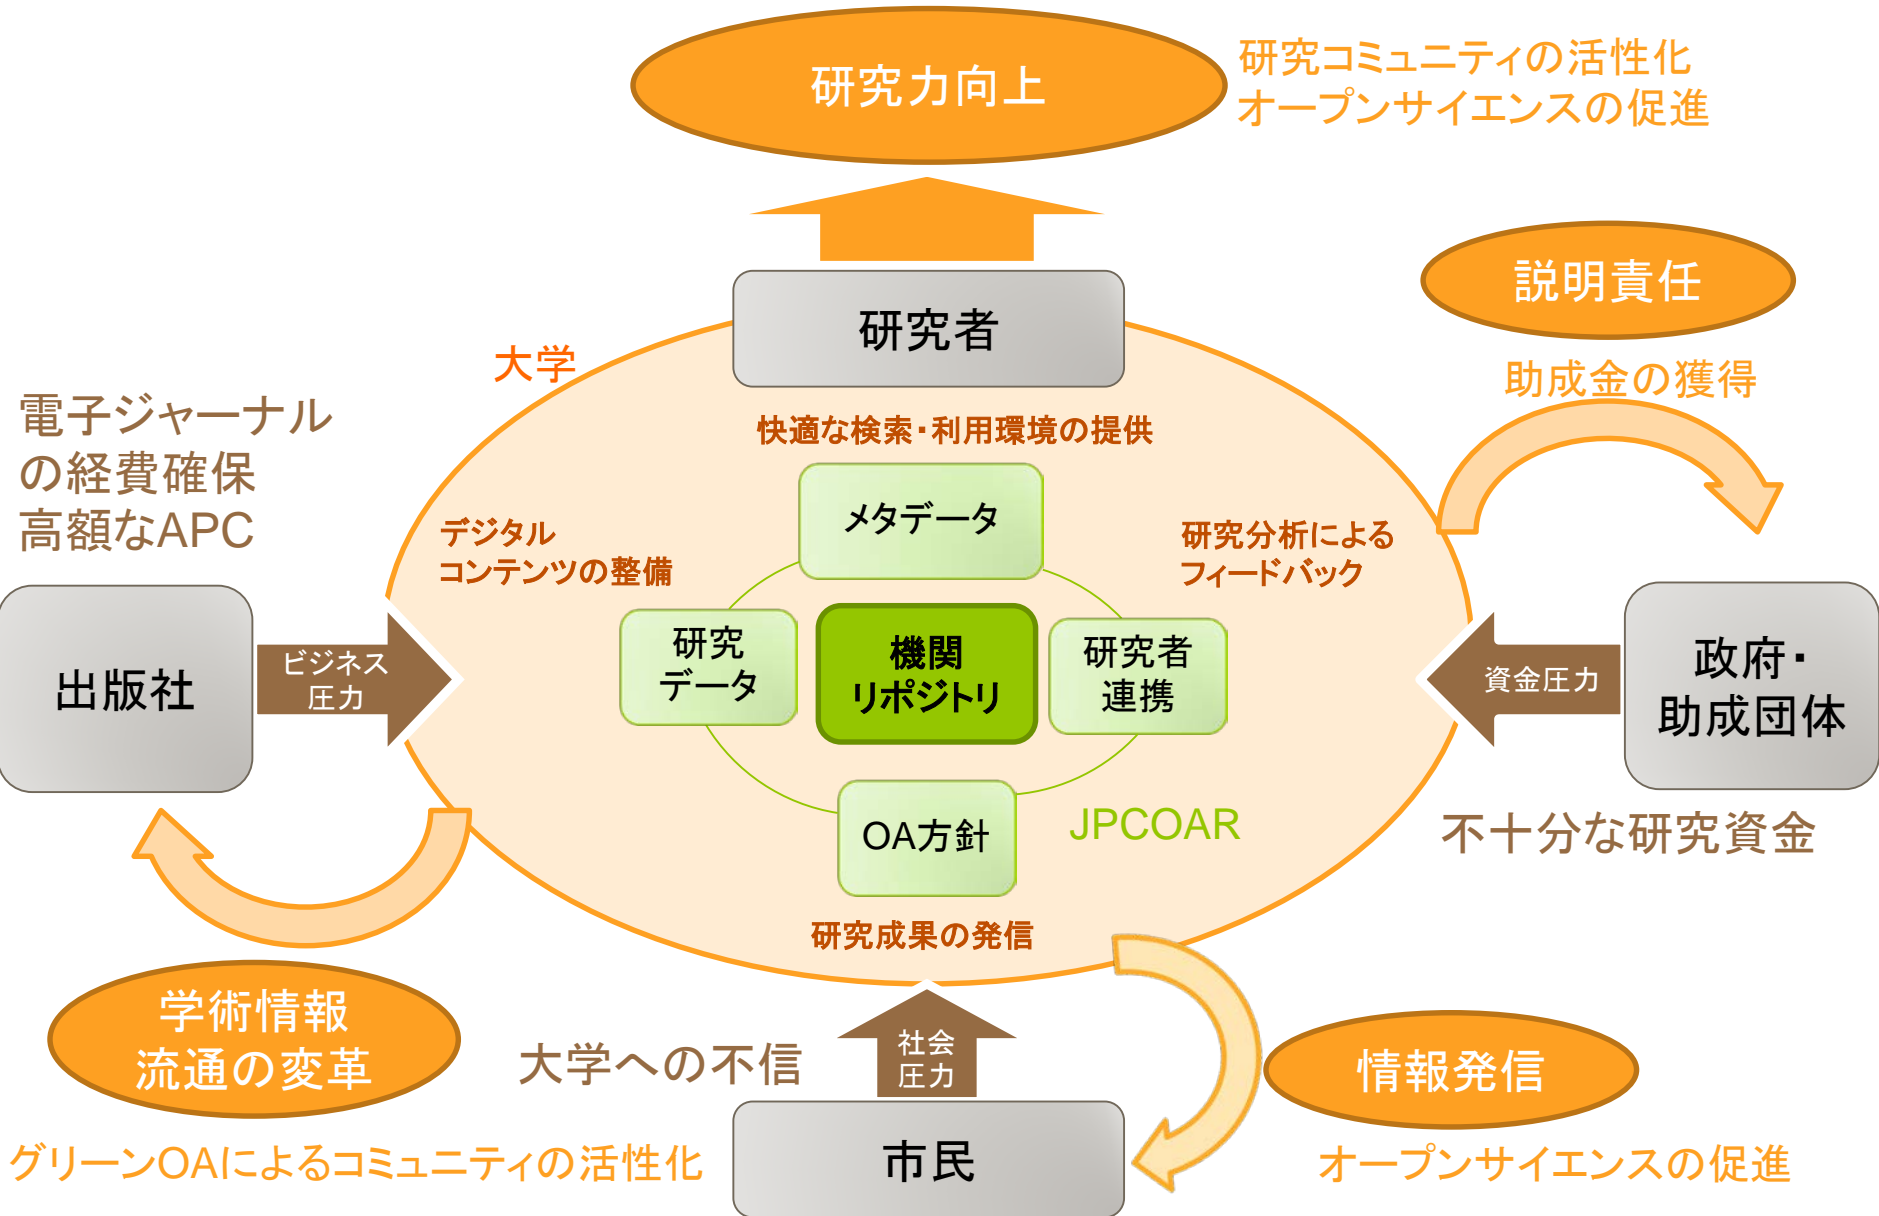 研究力向上
研究コミュニティの活性化
オープンサイエンスの促進
説明責任
助成金の獲得
研究者
大学
快適な検索・利用環境の提供
電子ジャーナル
の経費確保
高額なAPC
デジタル
コンテンツの整備
メタデータ
研究分析による
フィードバック
出版社
ビジネス
圧力
研究
データ
機関
リポジトリ
研究者
連携
資金圧力
政府・
助成団体
OA方針
JPCOAR
不十分な研究資金
研究成果の発信
学術情報
流通の変革
大学への不信
社会
圧力
情報発信
グリーンOAによるコミュニティの活性化
市民
オープンサイエンスの促進